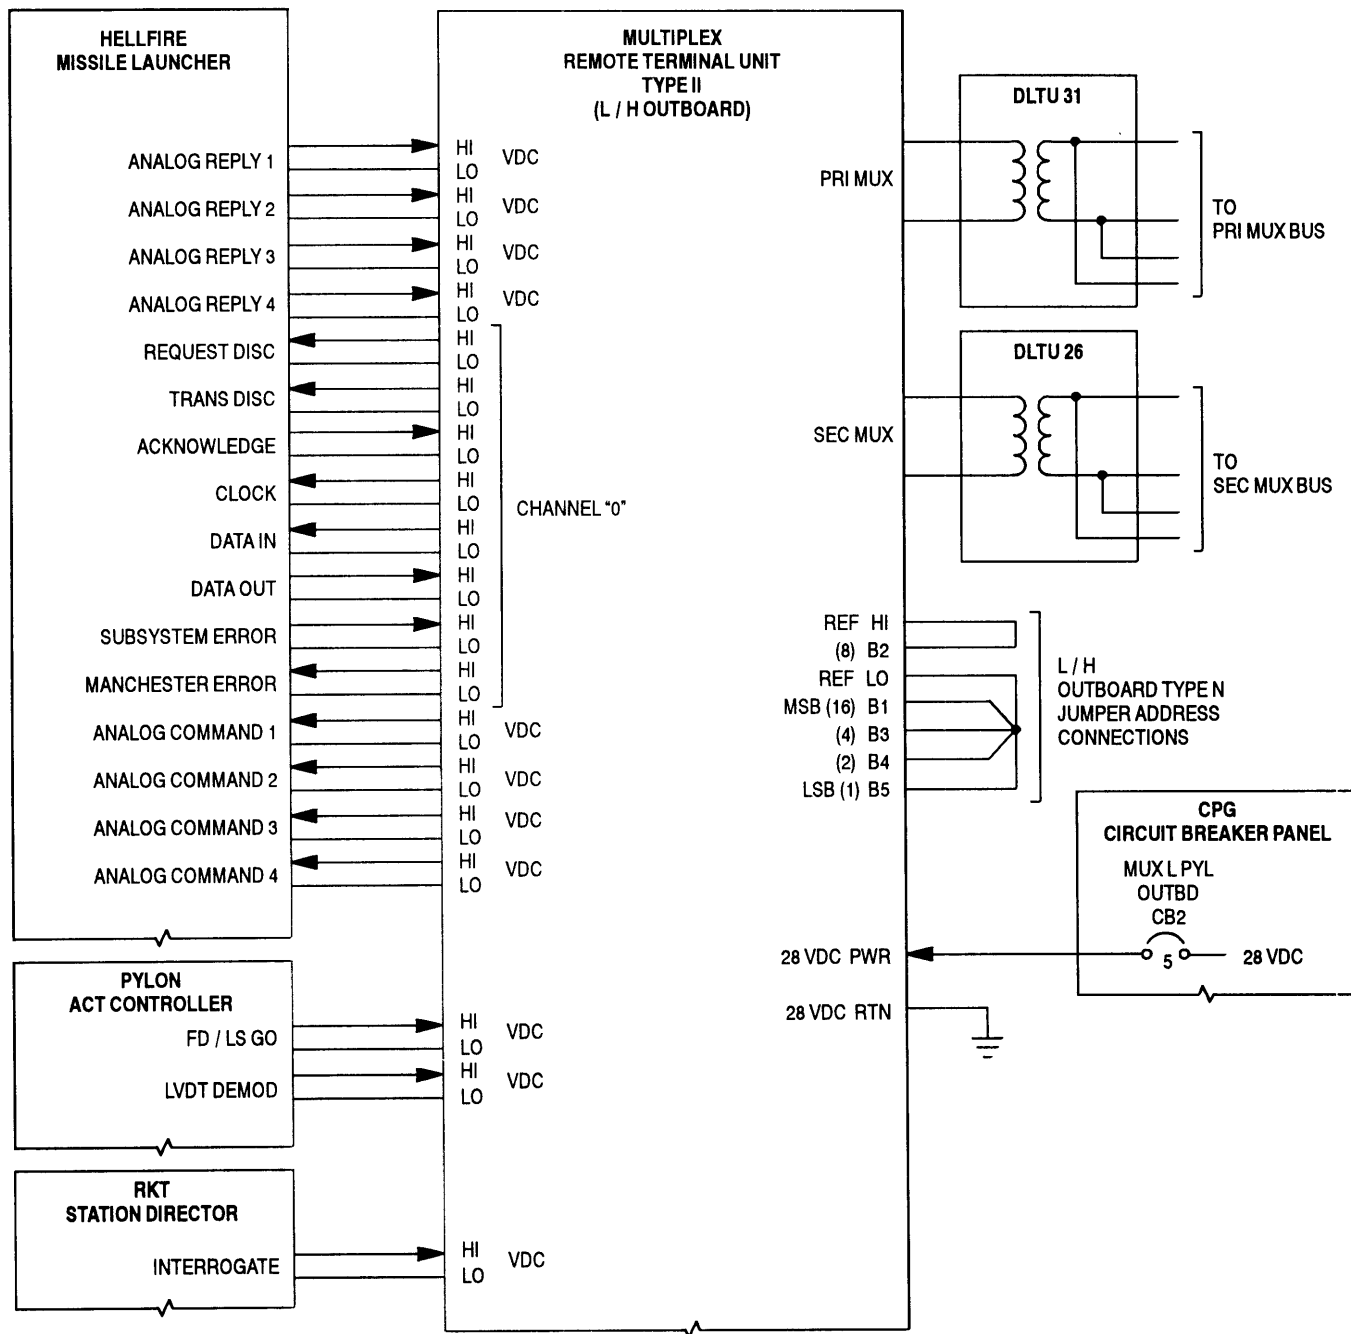 HELLFIRE
MISSILE LAUNCHER
ANALOG REPLY 1
ANALOG REPLY 2
ANALOG REPLY 3
ANALOG REPLY 4
REQUEST DISC
TRANS DISC
ACKNOWLEDGE
CLOCK
DATA IN
DATA OUT
SUBSYSTEM ERROR
MANCHESTER ERROR
ANALOG COMMAND 1
ANALOG COMMAND 2
ANALOG COMMAND 3
ANALOG COMMAND 4
PYLON
ACT CONTROLLER
FD / LS GO
LVDT DEMOD
RKT
STATION DIRECTOR
INTERROGATE
MULTIPLEX
REMOTE TERMINAL UNIT
TYPE II
(L / H OUTBOARD)
HI
LO
VDC
HI
LO
VDC
HI
LO
VDC
HI
LO
VDC
HI
LO
HI
LO
HI
LO
HI
LO
HI
LO
HI
LO
HI
LO
HI
LO
CHANNEL "0"
HI
LO
VDC
HI
LO
VDC
HI
LO
VDC
HI
LO
VDC
HI
LO
VDC
HI
LO
VDC
HI
LO
VDC
PRI MUX
SEC MUX
REF HI
(8) B2
REF LO
MSB (16) B1
(4) B3
(2) B4
LSB (1) B5
28 VDC PWR
28 VDC RTN
DLTU 31
TO
PRI MUX BUS
DLTU 26
TO
SEC MUX BUS
L / H
OUTBOARD TYPE N
JUMPER ADDRESS
CONNECTIONS
CPG
CIRCUIT BREAKER PANEL
MUX L PYL
OUTBD
CB2
5
28 VDC